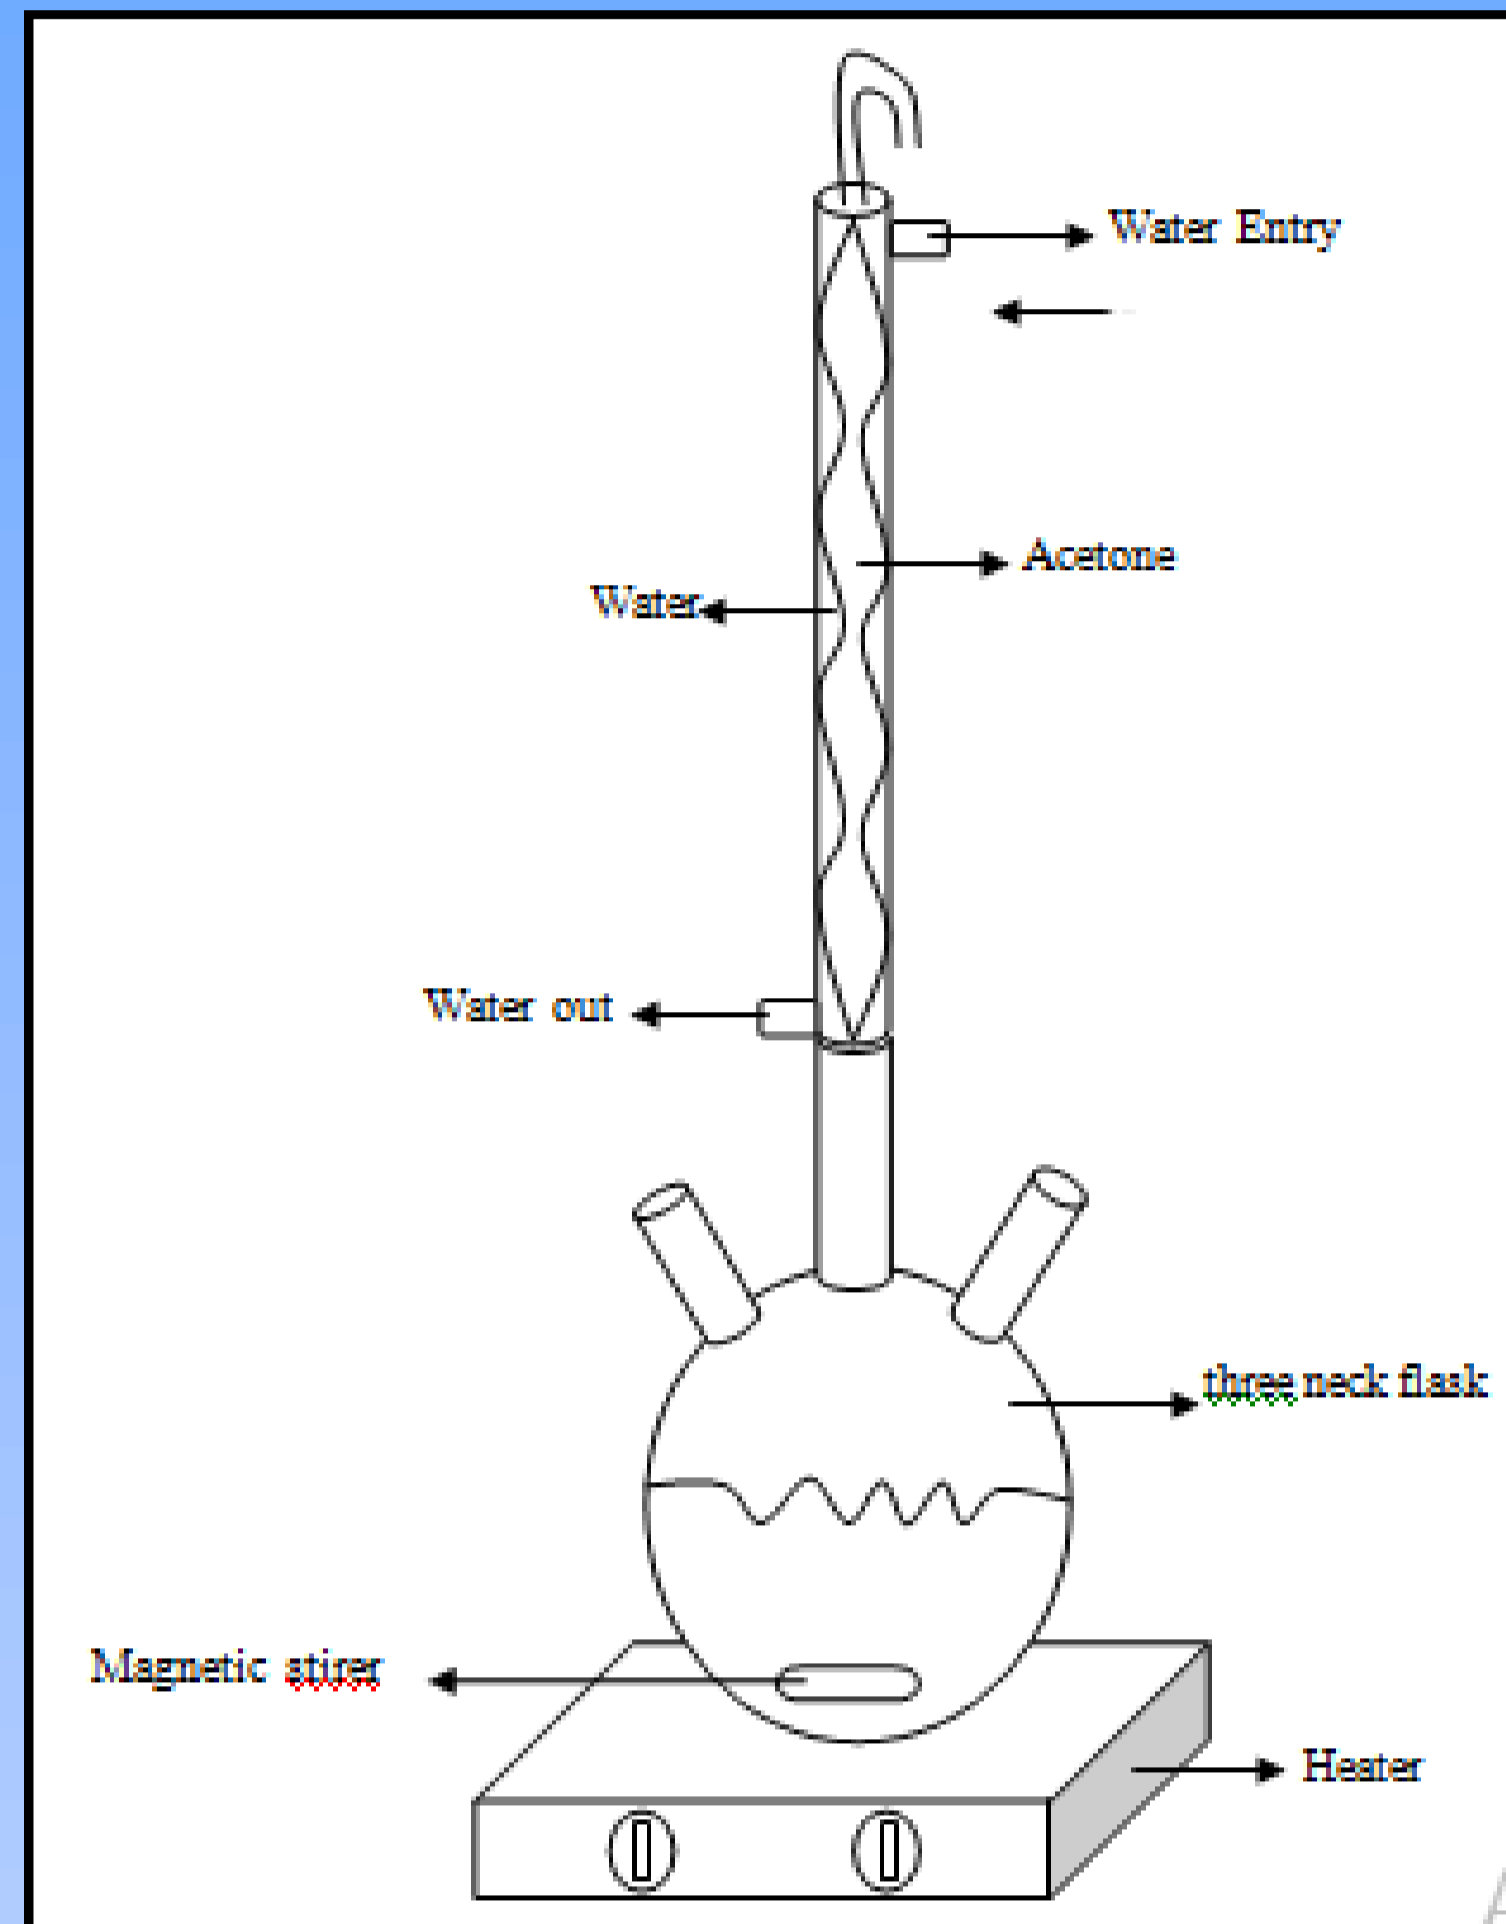 Water Entry
Acetone
Water
Water out
three neck flask
Magnetic stirer
Heater